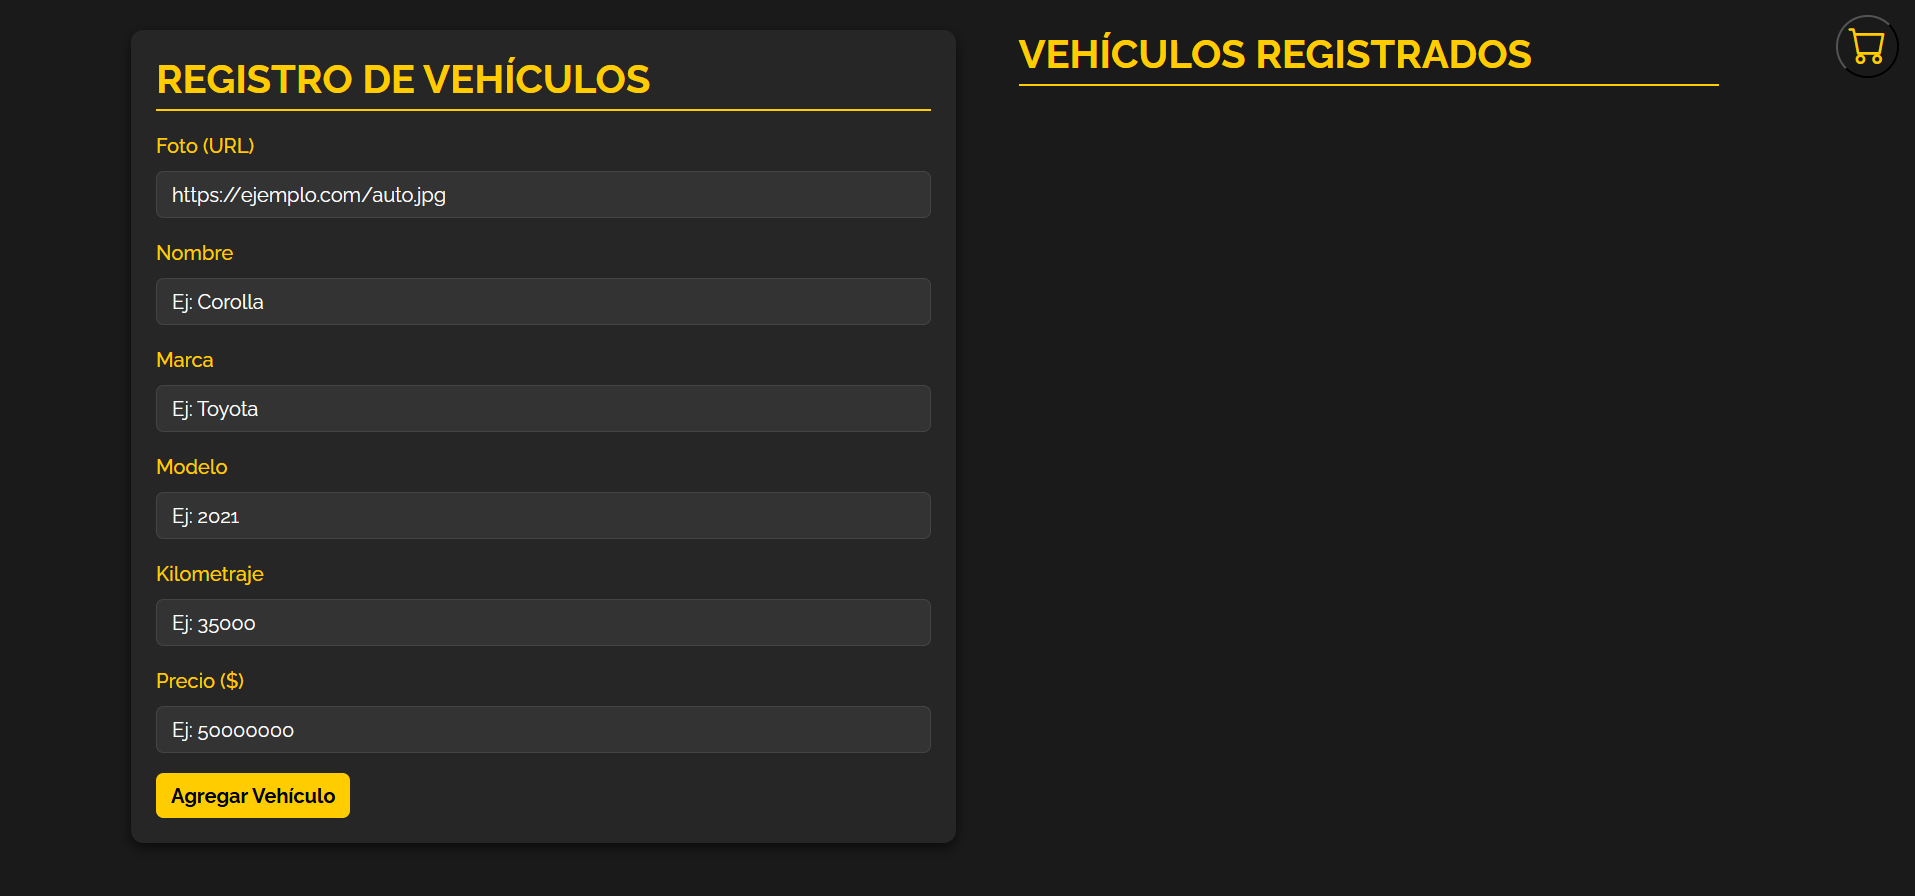 REGISTRO DE VEHÍCULOS
Foto (URL)
https://ejemplo.com/auto.jpg
Nombre
Ej: Corolla
Marca
Ej: Toyota
Modelo
Ej: 2021
Kilometraje
Ej: 35000
Precio ($)
Ej: 50000000
Agregar Vehículo
VEHÍCULOS REGISTRADOS